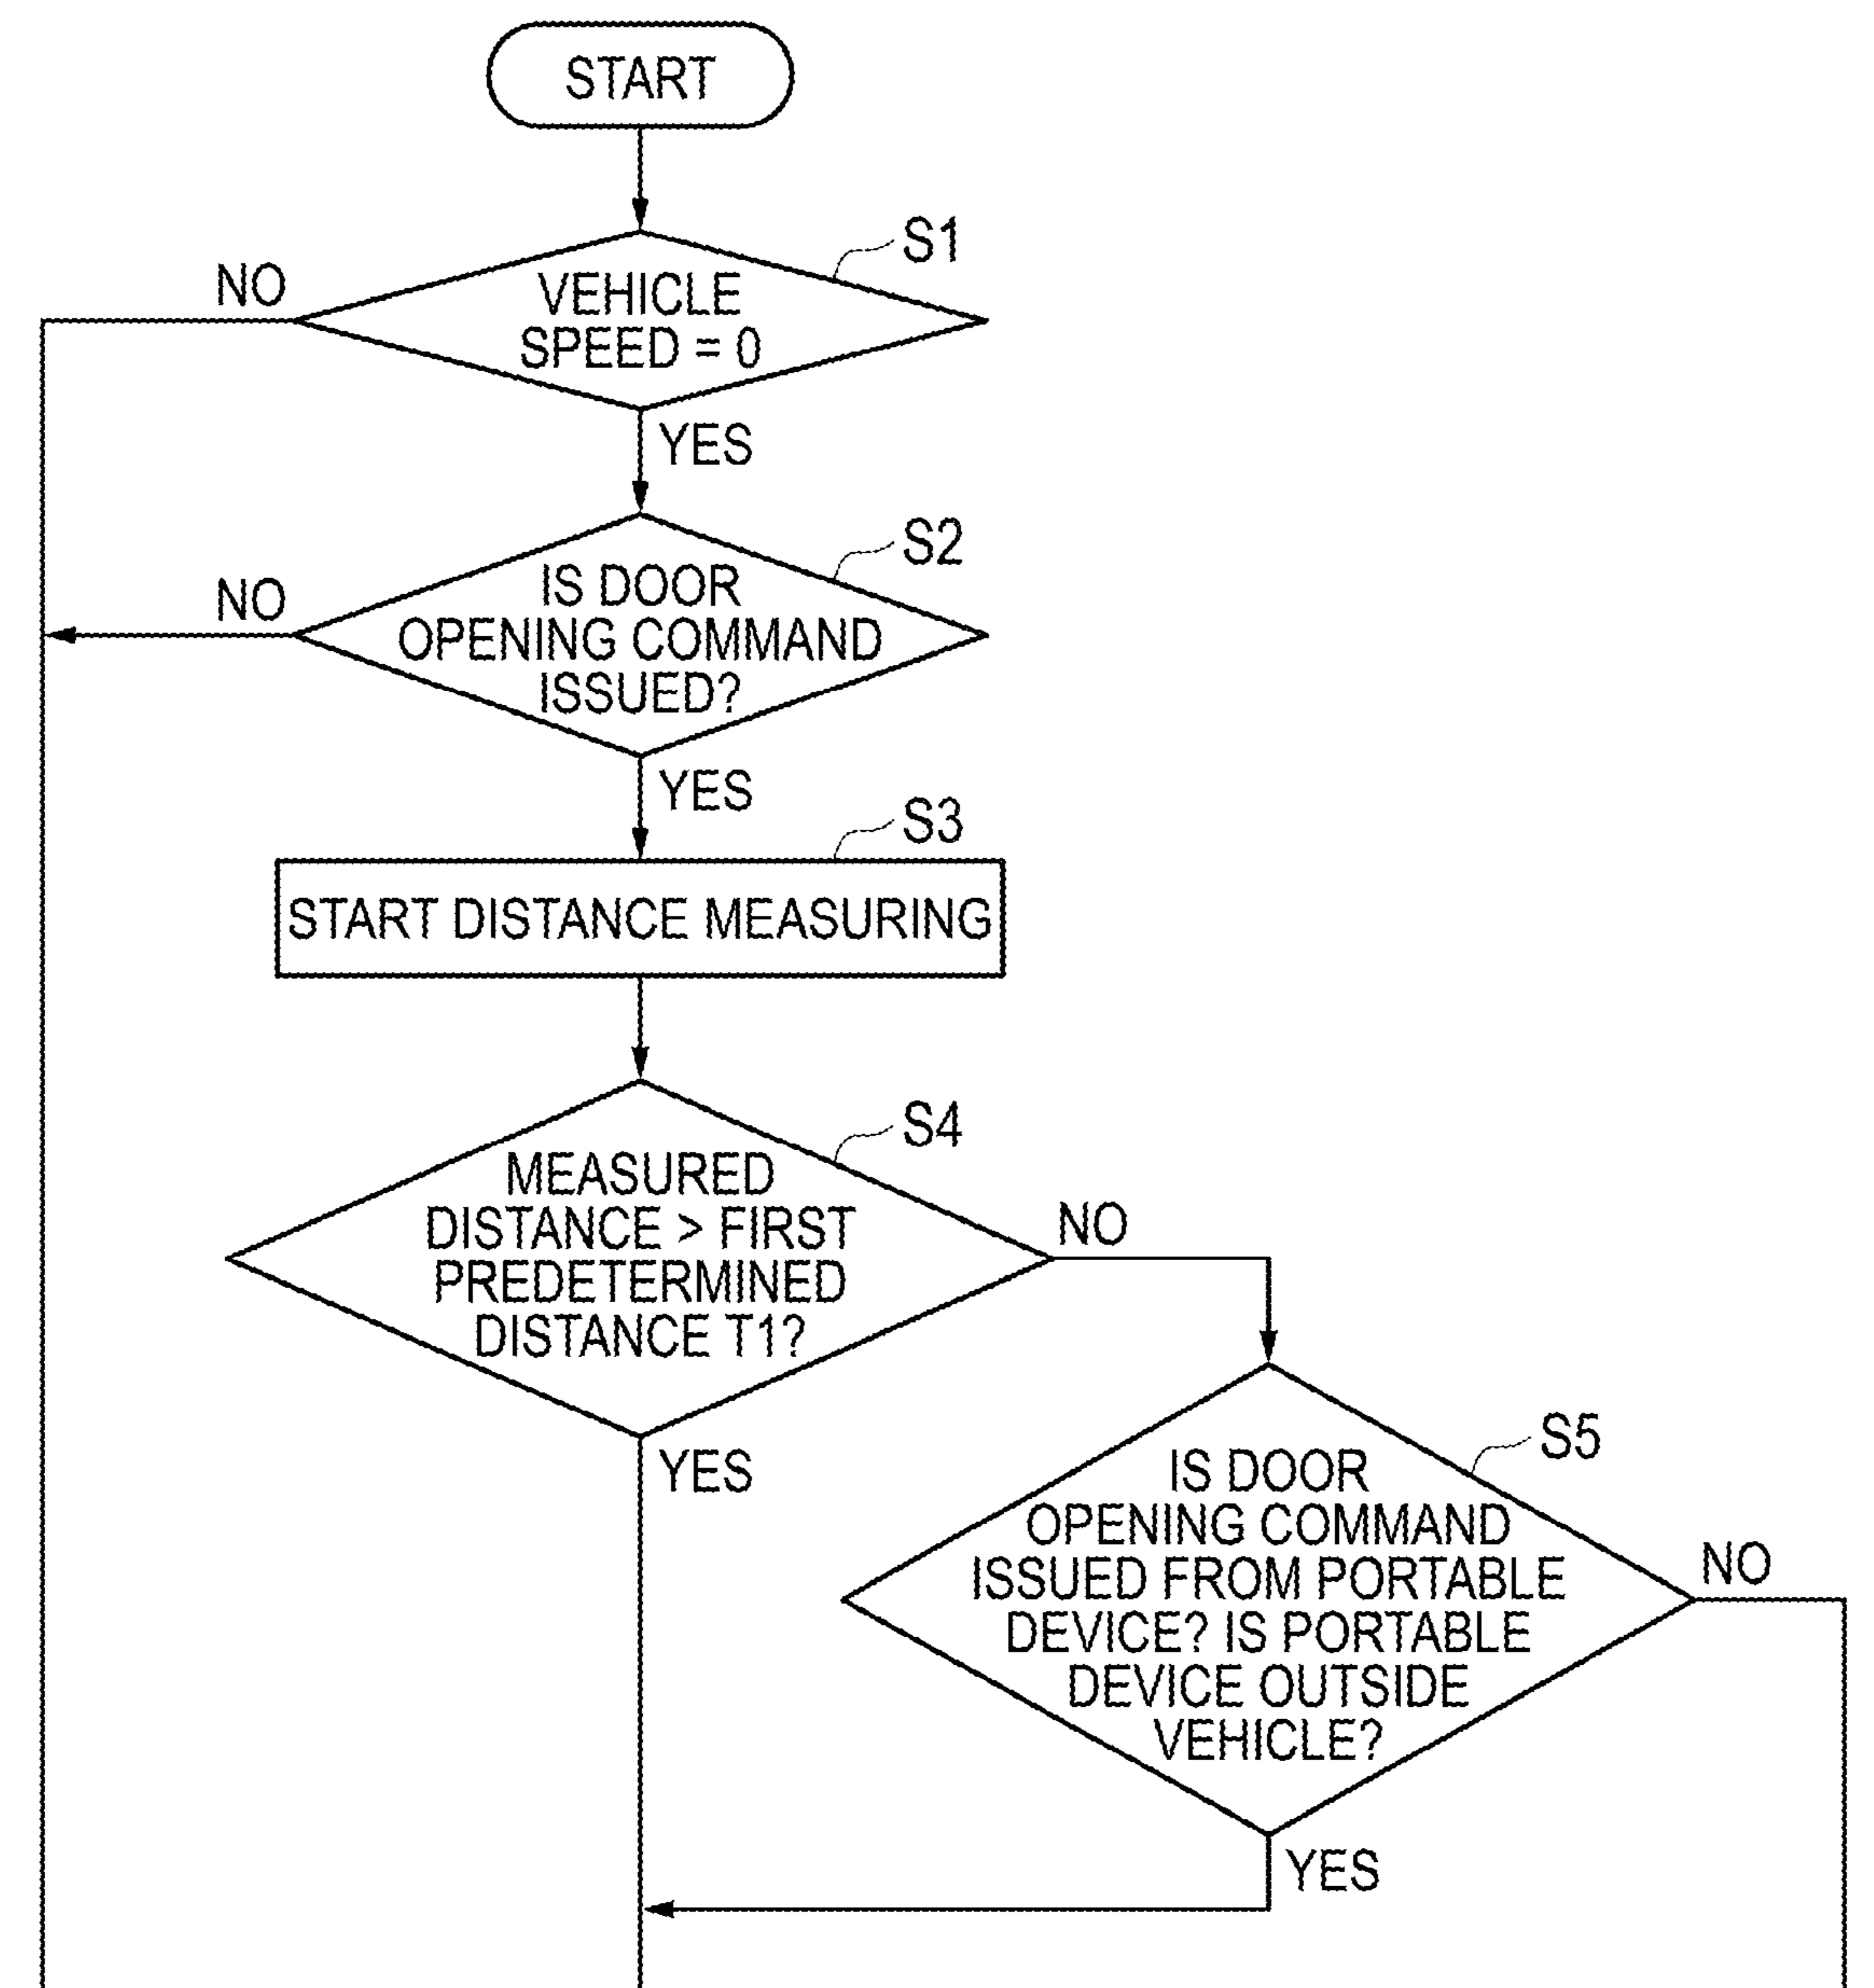 START
S1
NO
VEHICLE
SPEED = 0
YES
S2
NO
IS DOOR
OPENING COMMAND
ISSUED?
YES
S3
START DISTANCE MEASURING
S4
MEASURED
DISTANCE > FIRST
PREDETERMINED
DISTANCE T1?
NO
YES
S5
IS DOOR
OPENING COMMAND
ISSUED FROM PORTABLE
DEVICE? IS PORTABLE
DEVICE OUTSIDE
VEHICLE?
NO
YES